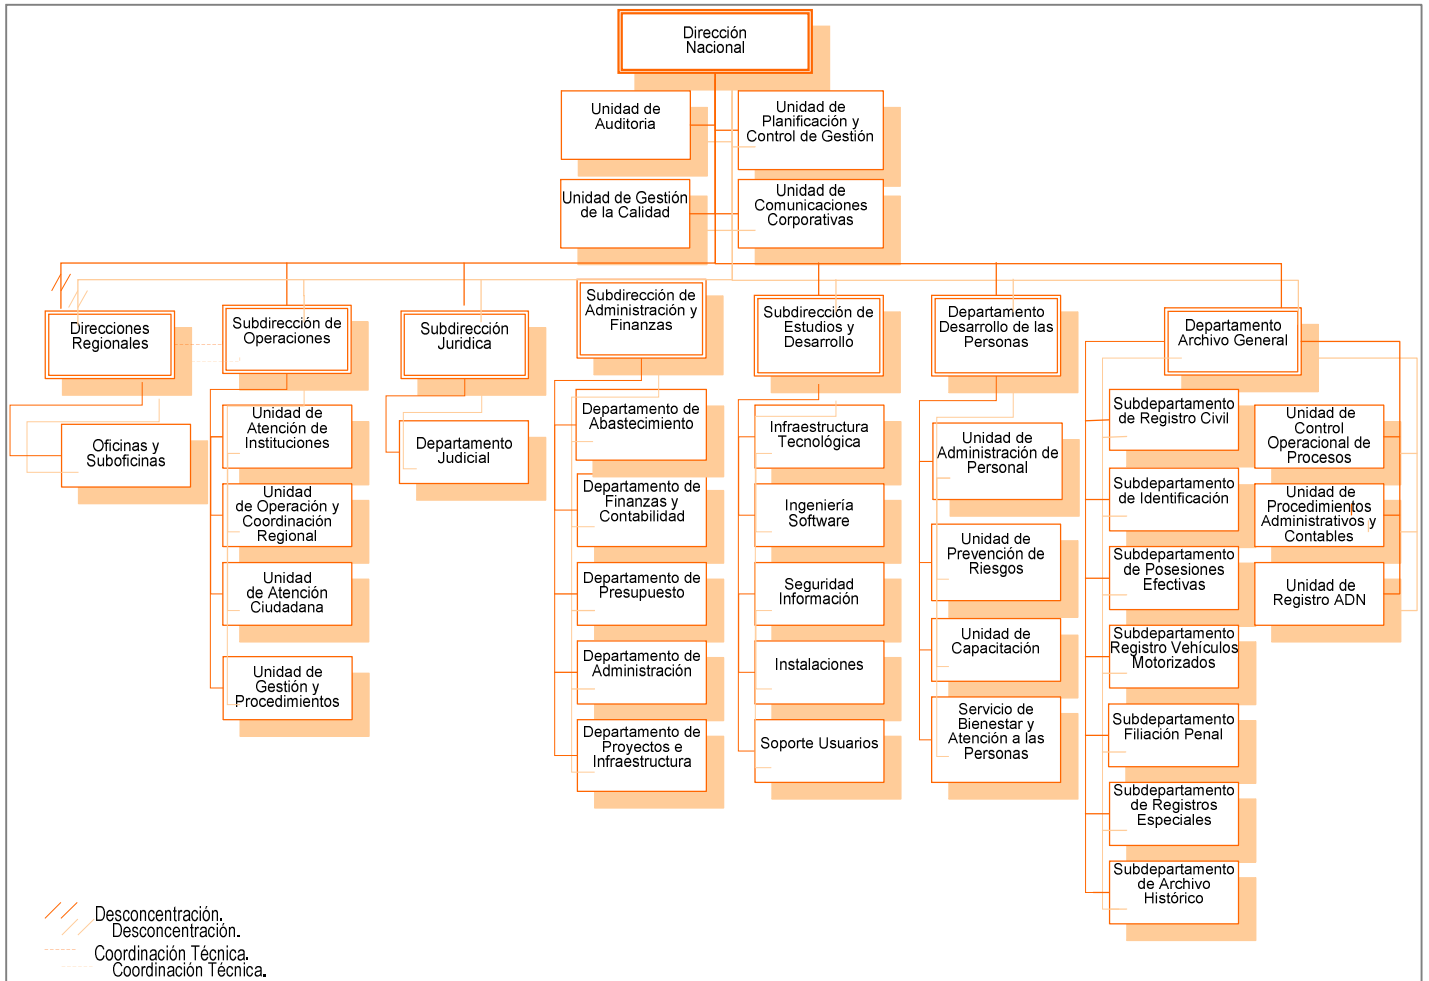 Dirección
Nacional
Unidad de
Auditoria
Unidad de
Planificación y
Control de Gestión
Unidad de Gestión
de la Calidad
Unidad de
Comunicaciones
Corporativas
Direcciones
Regionales
Subdirección de
Operaciones
Subdirección
Juridica
Subdirección de
Administración y
Finanzas
Subdirección de
Estudios y
Desarrollo
Departamento
Desarrollo de las
Personas
Departamento
Archivo General
Oficinas y
Suboficinas
Unidad de
Atención de
Instituciones
Unidad
de Operación y
Coordinación
Regional
Unidad
de Atención
Ciudadana
Unidad de
Gestión y
Procedimientos
Departamento
Judicial
Departamento de
Abastecimiento
Departamento de
Finanzas y
Contabilidad
Departamento de
Presupuesto
Departamento de
Administración
Departamento de
Proyectos e
Infraestructura
Infraestructura
Tecnológica
Ingeniería
Software
Seguridad
Información
Instalaciones
Soporte Usuarios
Unidad de
Administración de
Personal
Unidad de
Prevención de
Riesgos
Unidad de
Capacitación
Servicio de
Bienestar y
Atención a las
Personas
Subdepartamento
de Registro Civil
Subdepartamento
de Identificación
Subdepartamento
de Posesiones
Efectivas
Subdepartamento
Registro Vehículos
Motorizados
Subdepartamento
Filiación Penal
Subdepartamento
de Registros
Especiales
Subdepartamento
de Archivo
Histórico
Unidad de
Control
Operacional de
Procesos
Unidad de
Procedimientos
Administrativos y
Contables
Unidad de
Registro ADN
Desconcentración.
Desconcentración.
Coordinación Técnica.
Coordinación Técnica.